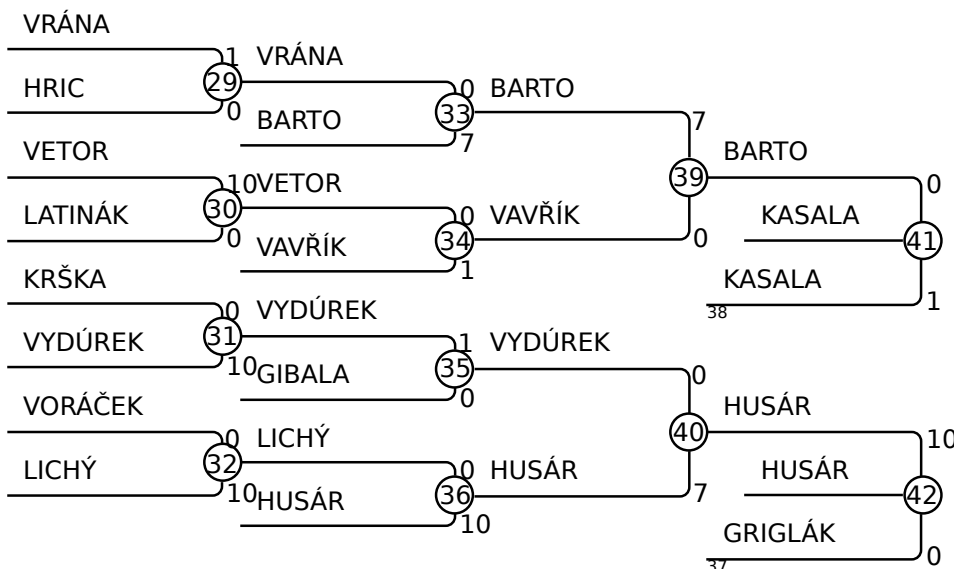 VRÁNA
1
29
HRIC
0
VRÁNA
0
33
BARTO
7
BARTO
7
VETOR
10
30
LATINÁK
0
VETOR
0
34
VAVŘÍK
1
VAVŘÍK
0
39
BARTO
0
KASALA
41
KASALA
38
1
KRŠKA
0
31
VYDÚREK
10
VYDÚREK
1
35
GIBALA
0
VYDÚREK
0
VORÁČEK
0
32
LICHÝ
10
LICHÝ
0
36
HUSÁR
10
HUSÁR
7
40
HUSÁR
10
HUSÁR
42
GRIGLÁK
37
0